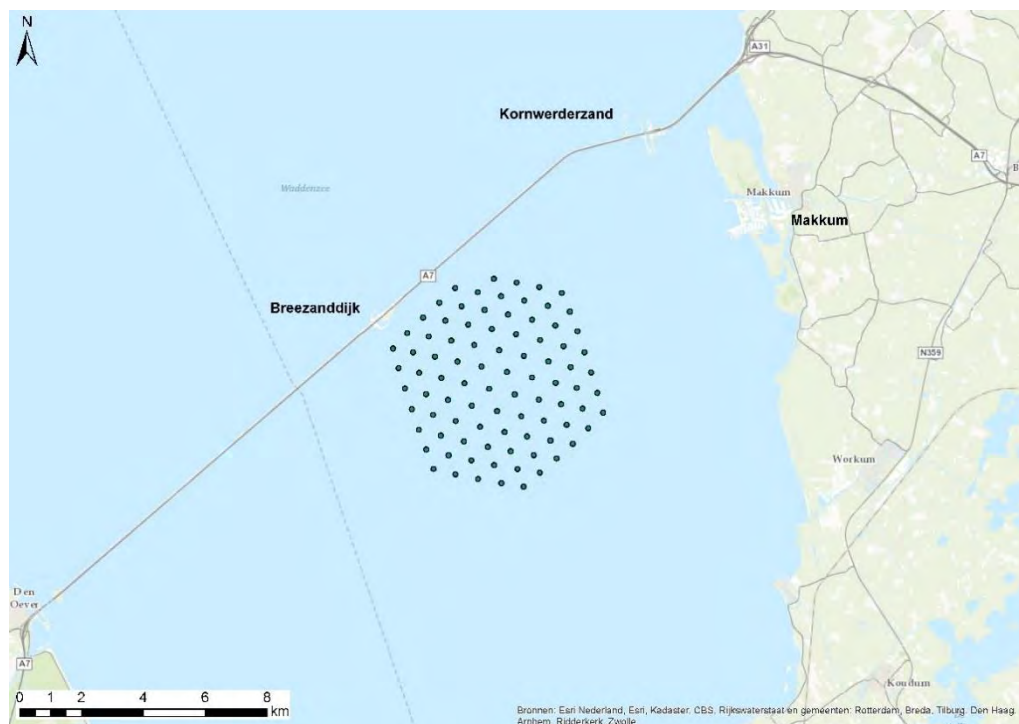 N
A31
Kornwerderzand
A7
Waddenzee
Makkum
Makkum
A7
Breezanddijk
N359
Workum
Den
Oever
A7
Koudum
0 1 2 4 6 8
km
Bronnen: Esri Nederland, Esri, Kadaster, CBS, Rijkswaterstaat en gemeenten: Rotterdam, Breda, Tilburg, Den Haag,
Arnhem, Ridderkerk, Zwolle